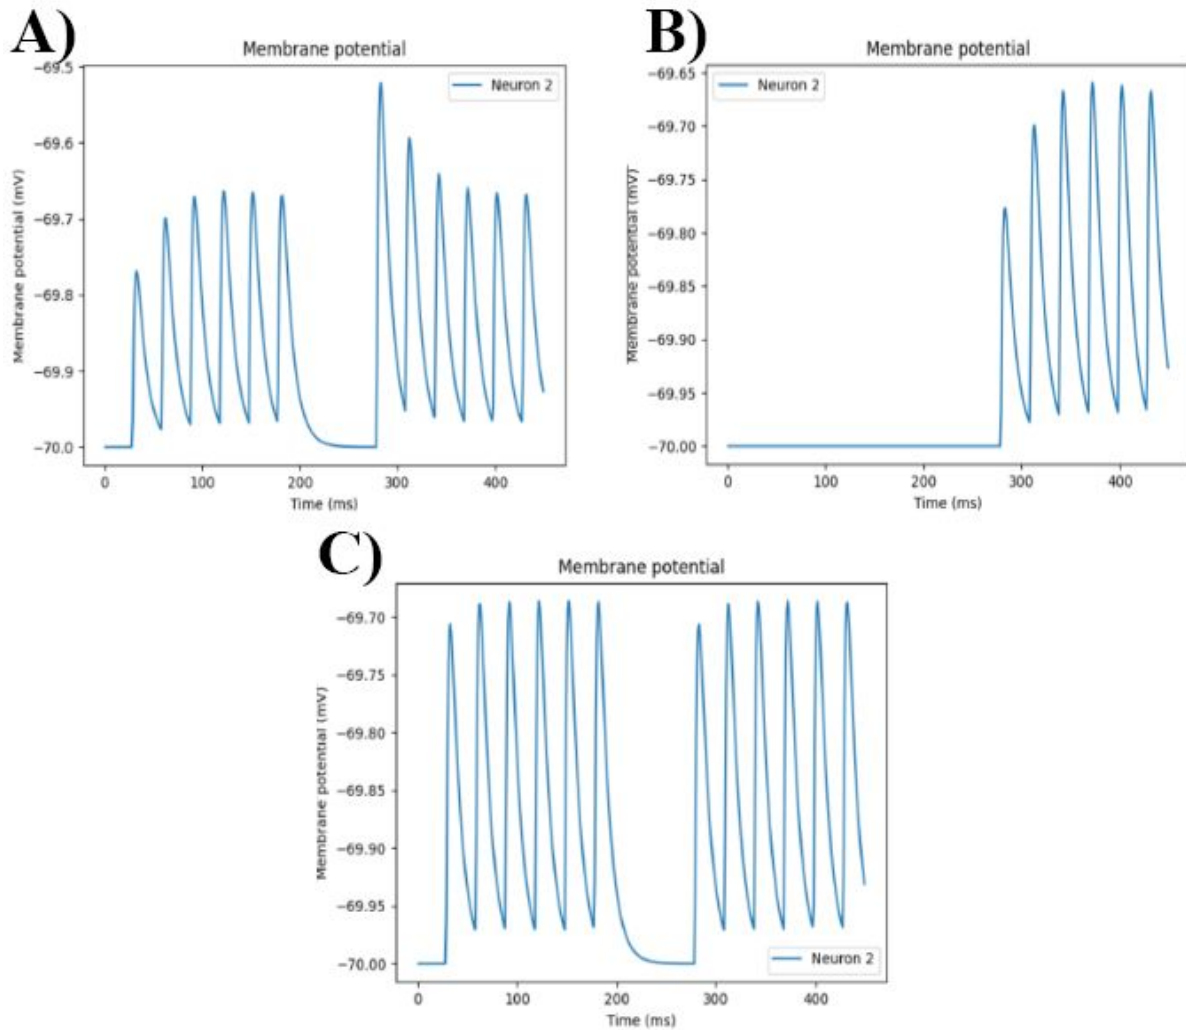 A)
Membrane potential
Neuron 2
Membrane potential (mV)
−69.5
−69.6
−69.7
−69.8
−69.9
−70.0
0
100
200
300
400
Time (ms)
B)
Membrane potential
Neuron 2
Membrane potential (mV)
−69.65
−69.70
−69.75
−69.80
−69.85
−69.90
−69.95
−70.00
0
100
200
300
400
Time (ms)
C)
Membrane potential
Membrane potential (mV)
−69.70
−69.75
−69.80
−69.85
−69.90
−69.95
−70.00
Neuron 2
0
100
200
300
400
Time (ms)